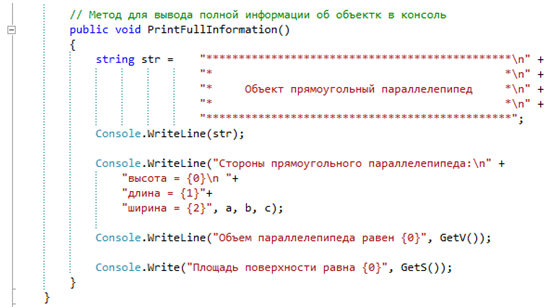 // Метод для вывода полной информации об объектк в консоль
public void PrintFullInformation()
{
string str = "***********************************************\n" +
"* *\n" +
"* Объект прямоугольный параллелепипед *\n" +
"* *\n" +
"***********************************************";
Console.WriteLine(str);
Console.WriteLine("Стороны прямоугольного параллелепипеда:\n" +
"высота = {0}\n "+
"длина = {1}"+
"ширина = {2}", a, b, c);
Console.WriteLine("Объем параллелепипеда равен {0}", GetV());
Console.Write("Площадь поверхности равна {0}", GetS());
}
}